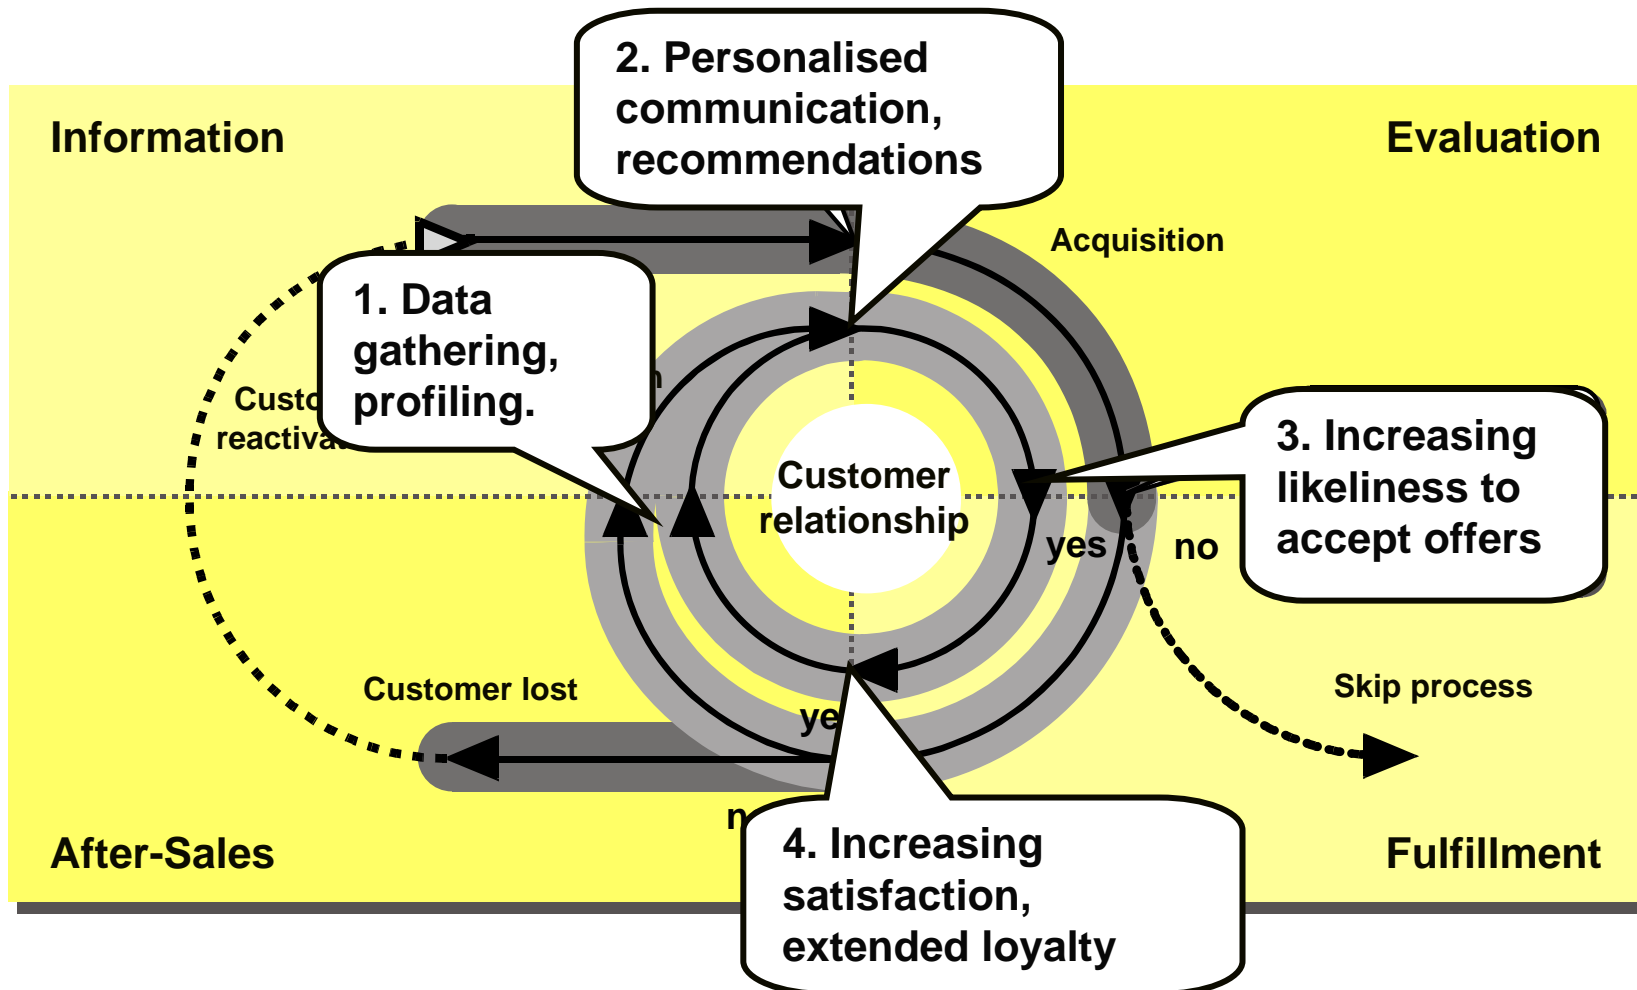 2. Personalised
communication,
recommendations
Information
Evaluation
Acquisition
1. Data
gathering,
profiling.
3. Increasing
likeliness to
accept offers
Customer
relationship
yes
no
Customer lost
Skip process
After-Sales
Fulfillment
4. Increasing
satisfaction,
extended loyalty